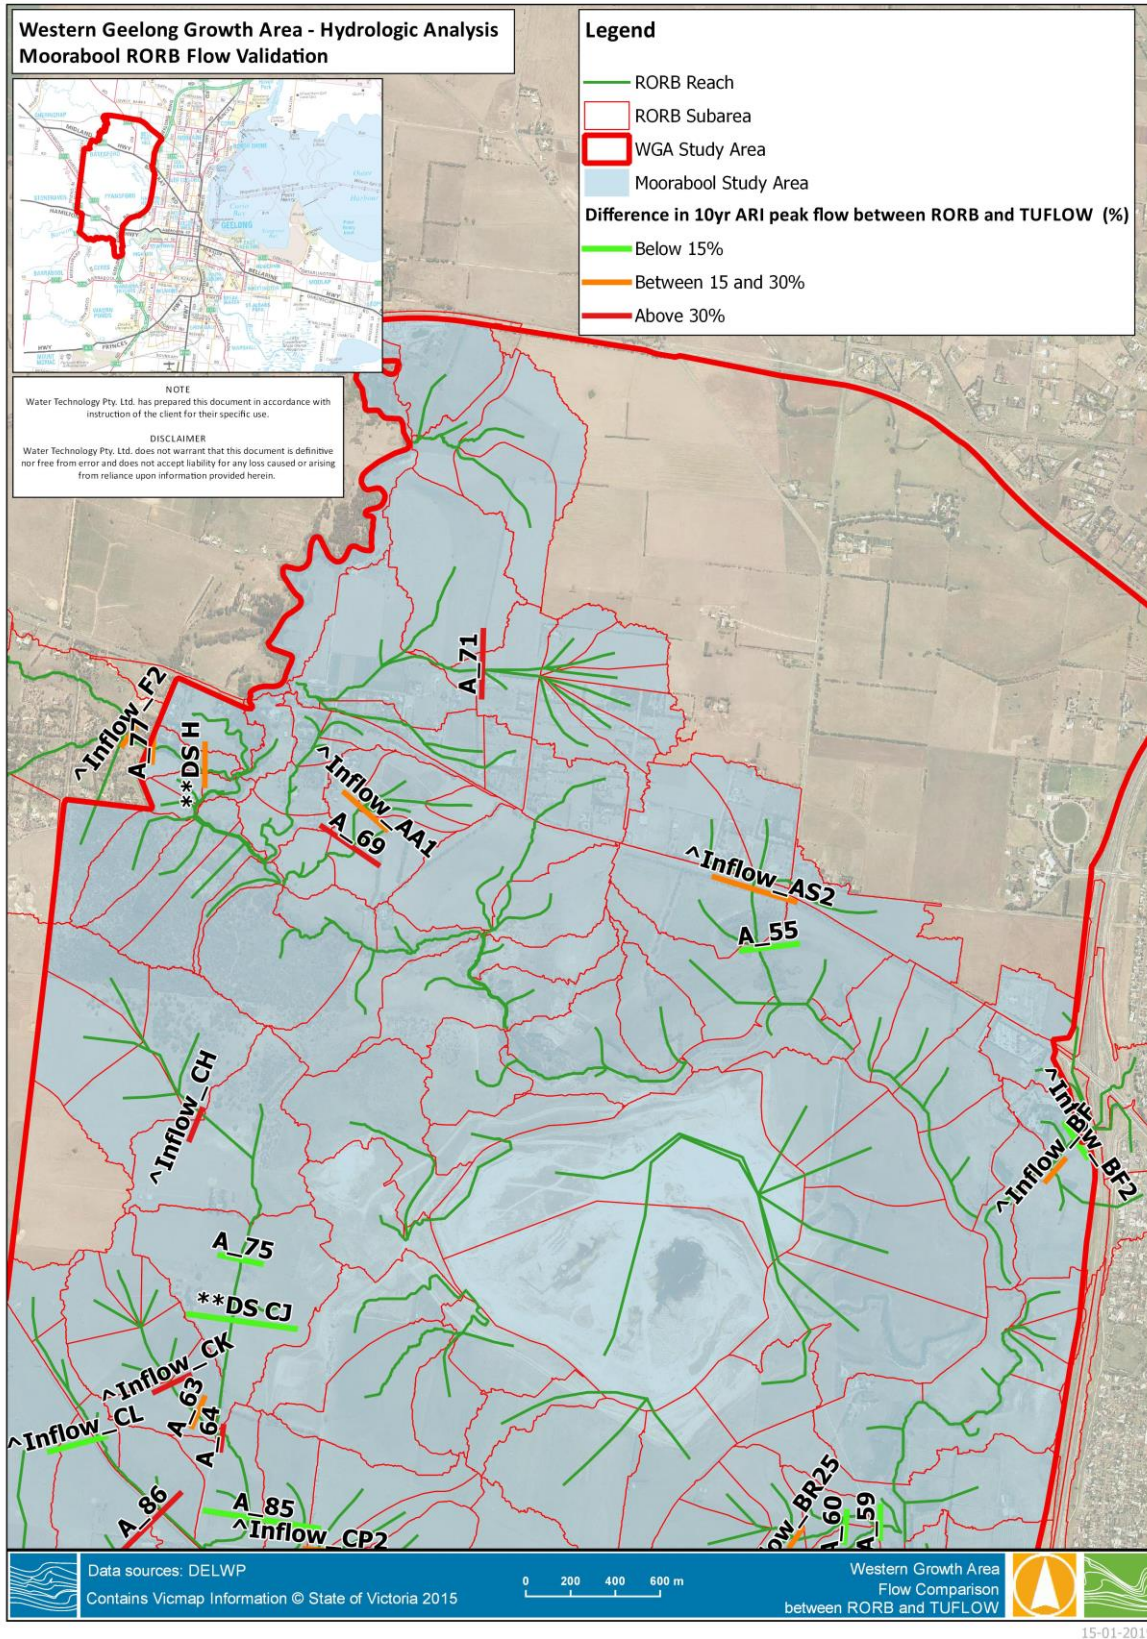 Western Geelong Growth Area - Hydrologic Analysis
Moorabool RORB Flow Validation
Legend
RORB Reach
RORB Subarea
WGA Study Area
Moorabool Study Area
Difference in 10yr ARI peak flow between RORB and TUFLOW (%)
Below 15%
Between 15 and 30%
Above 30%
GEELONG
NOTE
Water Technology Pty. Ltd. has prepared this document in accordance with
instruction of the client for their specific use.
DISCLAIMER
Water Technology Pty. Ltd. does not warrant that this document is definitive
nor free from error and does not accept liability for any loss caused or arising
from reliance upon information provided herein.
A_71
^Inflow_F2
A_77
**DS H
^Inflow_AA1
A_69
^Inflow_AS2
A_55
^Inflow_CH
^Inflow_BF2
A_75
**DS CJ
^Inflow_CK
A_63
A_64
^Inflow_CL
A_86
A_85
^Inflow_CP2
ow_BR25
A_60
A_59
Data sources: DELWP
Contains Vicmap Information © State of Victoria 2015
0 200 400 600 m
Western Growth Area
Flow Comparison
between RORB and TUFLOW
15-01-201